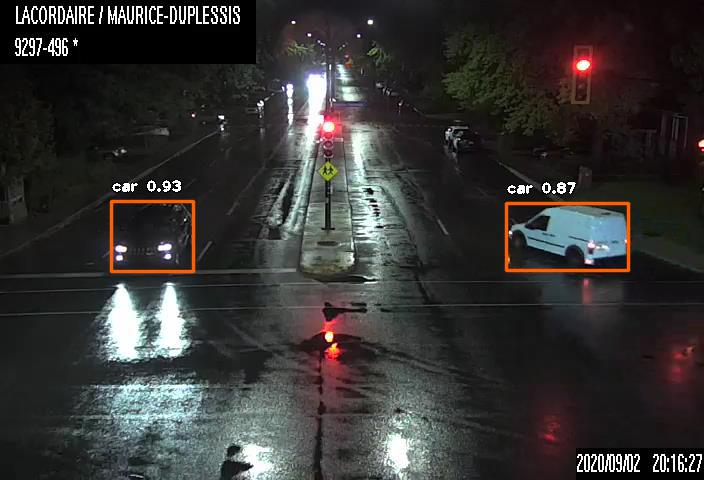 LACORDAIRE / MAURICE-DUPLESSIS
9297-496 *
car 0.93
car 0.87
2020/09/02 20:16:27